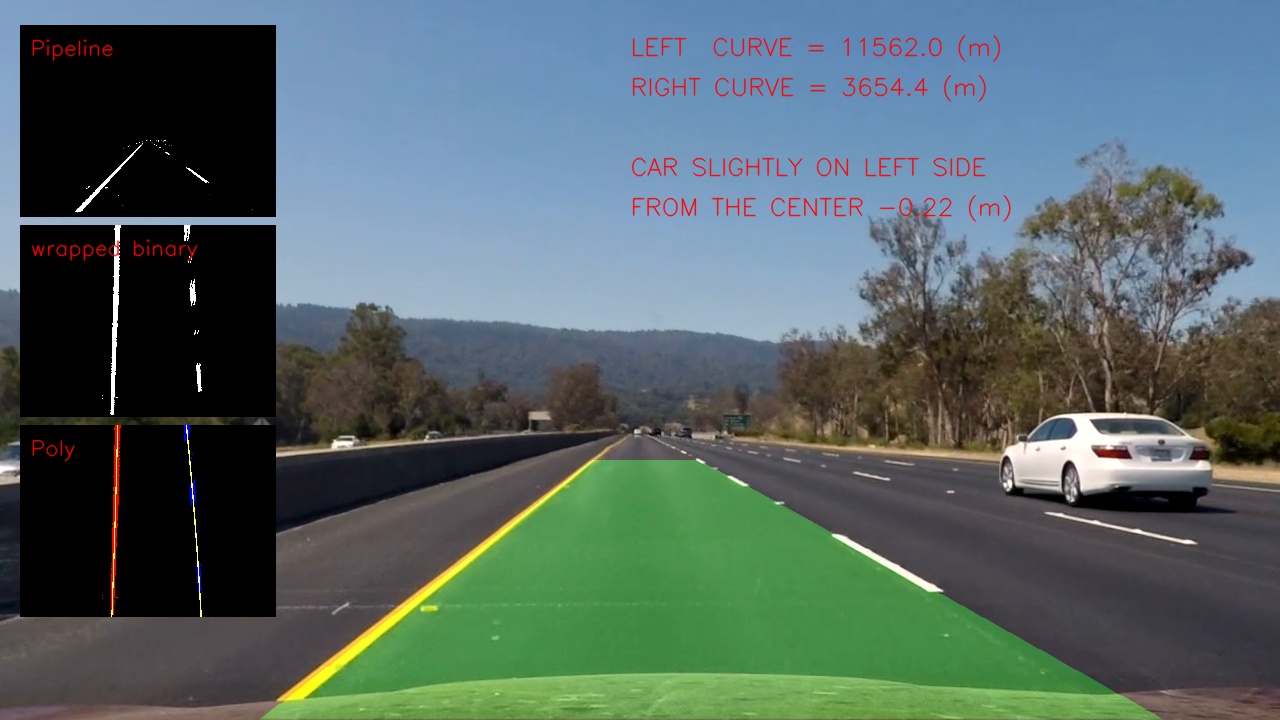 Pipeline
LEFT  CURVE = 11562.0 (m)
RIGHT CURVE = 3654.4 (m)
CAR SLIGHTLY ON LEFT SIDE
FROM THE CENTER -0.22 (m)
wrapped binary
Poly